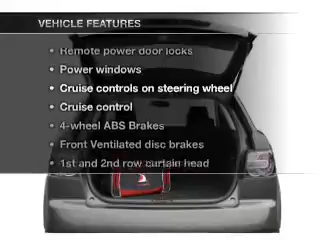 VEHICLE FEATURES
• Remote power door locks
• Power windows
• Cruise controls on steering wheel
• Cruise control
• 4-wheel ABS Brakes
• Front Ventilated disc brakes
• 1st and 2nd row curtain head